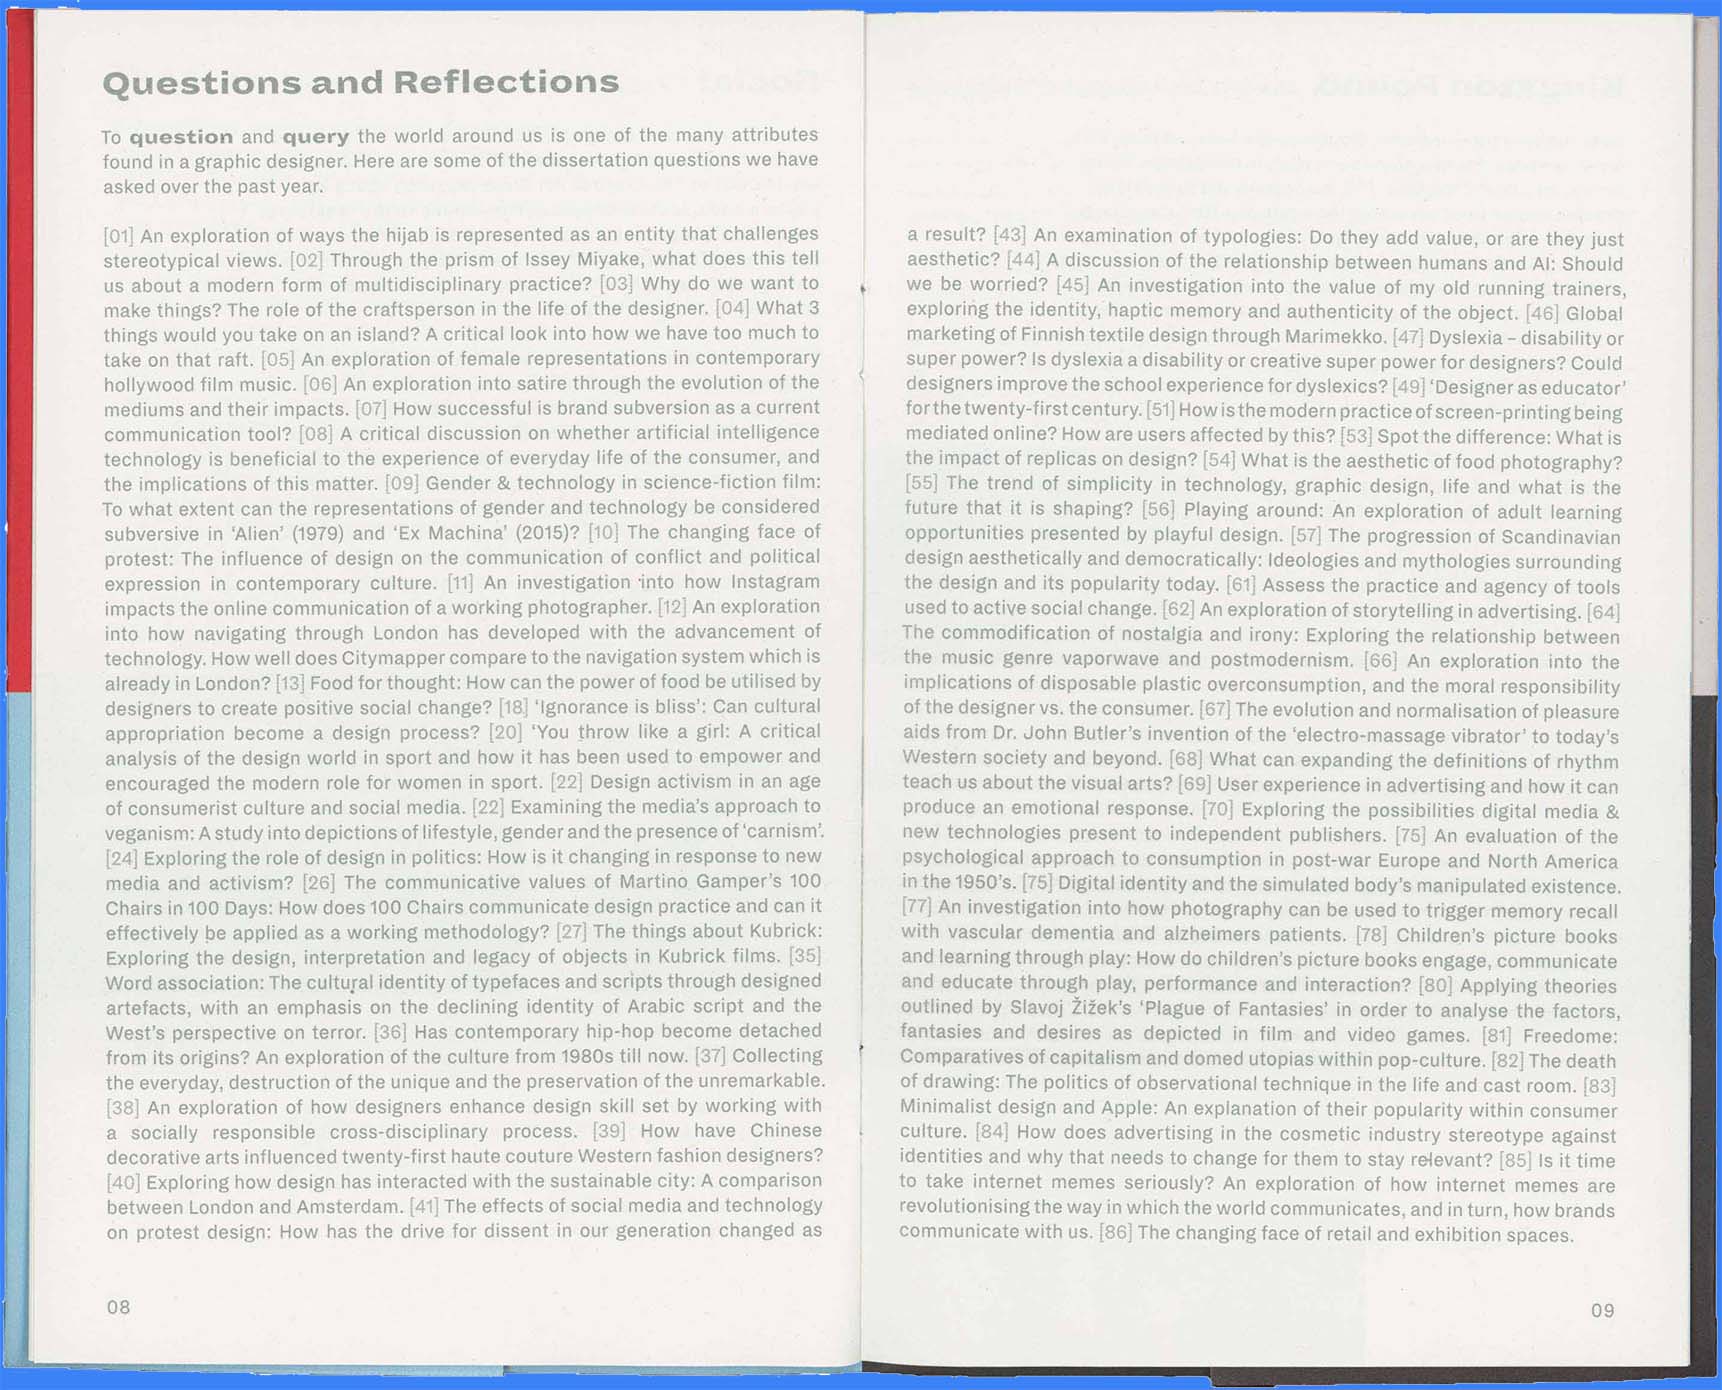 Questions and Reflections
To question and query the world around us is one of the many attributes
found in a graphic designer. Here are some of the dissertation questions we have
asked over the past year.
[01] An exploration of ways the hijab is represented as an entity that challenges
stereotypical views. [02] Through the prism of Issey Miyake, what does this tell
us about a modern form of multidisciplinary practice? [03] Why do we want to
make things? The role of the craftsperson in the life of the designer. [04] What 3
things would you take on an island? A critical look into how we have too much to
take on that raft. [05] An exploration of female representations in contemporary
hollywood film music. [06] An exploration into satire through the evolution of the
mediums and their impacts. [07] How successful is brand subversion as a current
communication tool? [08] A critical discussion on whether artificial intelligence
technology is beneficial to the experience of everyday life of the consumer, and
the implications of this matter. [09] Gender & technology in science-fiction film:
To what extent can the representations of gender and technology be considered
subversive in ‘Alien’ (1979) and ‘Ex Machina’ (2015)? [10] The changing face of
protest: The influence of design on the communication of conflict and political
expression in contemporary culture. [11] An investigation into how Instagram
impacts the online communication of a working photographer. [12] An exploration
into how navigating through London has developed with the advancement of
technology. How well does Citymapper compare to the navigation system which is
already in London? [13] Food for thought: How can the power of food be utilised by
designers to create positive social change? [18] ‘Ignorance is bliss’: Can cultural
appropriation become a design process? [20] ‘You throw like a girl: A critical
analysis of the design world in sport and how it has been used to empower and
encouraged the modern role for women in sport. [22] Design activism in an age
of consumerist culture and social media. [22] Examining the media’s approach to
veganism: A study into depictions of lifestyle, gender and the presence of ‘carnism’.
[24] Exploring the role of design in politics: How is it changing in response to new
media and activism? [26] The communicative values of Martino Gamper’s 100
Chairs in 100 Days: How does 100 Chairs communicate design practice and can it
effectively be applied as a working methodology? [27] The things about Kubrick:
Exploring the design, interpretation and legacy of objects in Kubrick films. [35]
Word association: The cultural identity of typefaces and scripts through designed
artefacts, with an emphasis on the declining identity of Arabic script and the
West’s perspective on terror. [36] Has contemporary hip-hop become detached
from its origins? An exploration of the culture from 1980s till now. [37] Collecting
the everyday, destruction of the unique and the preservation of the unremarkable.
[38] An exploration of how designers enhance design skill set by working with
a socially responsible cross-disciplinary process. [39] How have Chinese
decorative arts influenced twenty-first haute couture Western fashion designers?
[40] Exploring how design has interacted with the sustainable city: A comparison
between London and Amsterdam. [41] The effects of social media and technology
on protest design: How has the drive for dissent in our generation changed as
08
a result? [43] An examination of typologies: Do they add value, or are they just
aesthetic? [44] A discussion of the relationship between humans and AI: Should
we be worried? [45] An investigation into the value of my old running trainers,
exploring the identity, haptic memory and authenticity of the object. [46] Global
marketing of Finnish textile design through Marimekko. [47] Dyslexia – disability or
super power? Is dyslexia a disability or creative super power for designers? Could
designers improve the school experience for dyslexics? [49] ‘Designer as educator’
for the twenty-first century. [51] How is the modern practice of screen-printing being
mediated online? How are users affected by this? [53] Spot the difference: What is
the impact of replicas on design? [54] What is the aesthetic of food photography?
[55] The trend of simplicity in technology, graphic design, life and what is the
future that it is shaping? [56] Playing around: An exploration of adult learning
opportunities presented by playful design. [57] The progression of Scandinavian
design aesthetically and democratically: Ideologies and mythologies surrounding
the design and its popularity today. [61] Assess the practice and agency of tools
used to active social change. [62] An exploration of storytelling in advertising. [64]
The commodification of nostalgia and irony: Exploring the relationship between
the music genre vaporwave and postmodernism. [66] An exploration into the
implications of disposable plastic overconsumption, and the moral responsibility
of the designer vs. the consumer. [67] The evolution and normalisation of pleasure
aids from Dr. John Butler’s invention of the ‘electro-massage vibrator’ to today’s
Western society and beyond. [68] What can expanding the definitions of rhythm
teach us about the visual arts? [69] User experience in advertising and how it can
produce an emotional response. [70] Exploring the possibilities digital media &
new technologies present to independent publishers. [75] An evaluation of the
psychological approach to consumption in post-war Europe and North America
in the 1950’s. [75] Digital identity and the simulated body’s manipulated existence.
[77] An investigation into how photography can be used to trigger memory recall
with vascular dementia and alzheimers patients. [78] Children’s picture books
and learning through play: How do children’s picture books engage, communicate
and educate through play, performance and interaction? [80] Applying theories
outlined by Slavoj Žižek’s ‘Plague of Fantasies’ in order to analyse the factors,
fantasies and desires as depicted in film and video games. [81] Freedome:
Comparatives of capitalism and domed utopias within pop-culture. [82] The death
of drawing: The politics of observational technique in the life and cast room. [83]
Minimalist design and Apple: An explanation of their popularity within consumer
culture. [84] How does advertising in the cosmetic industry stereotype against
identities and why that needs to change for them to stay relevant? [85] Is it time
to take internet memes seriously? An exploration of how internet memes are
revolutionising the way in which the world communicates, and in turn, how brands
communicate with us. [86] The changing face of retail and exhibition spaces.
09